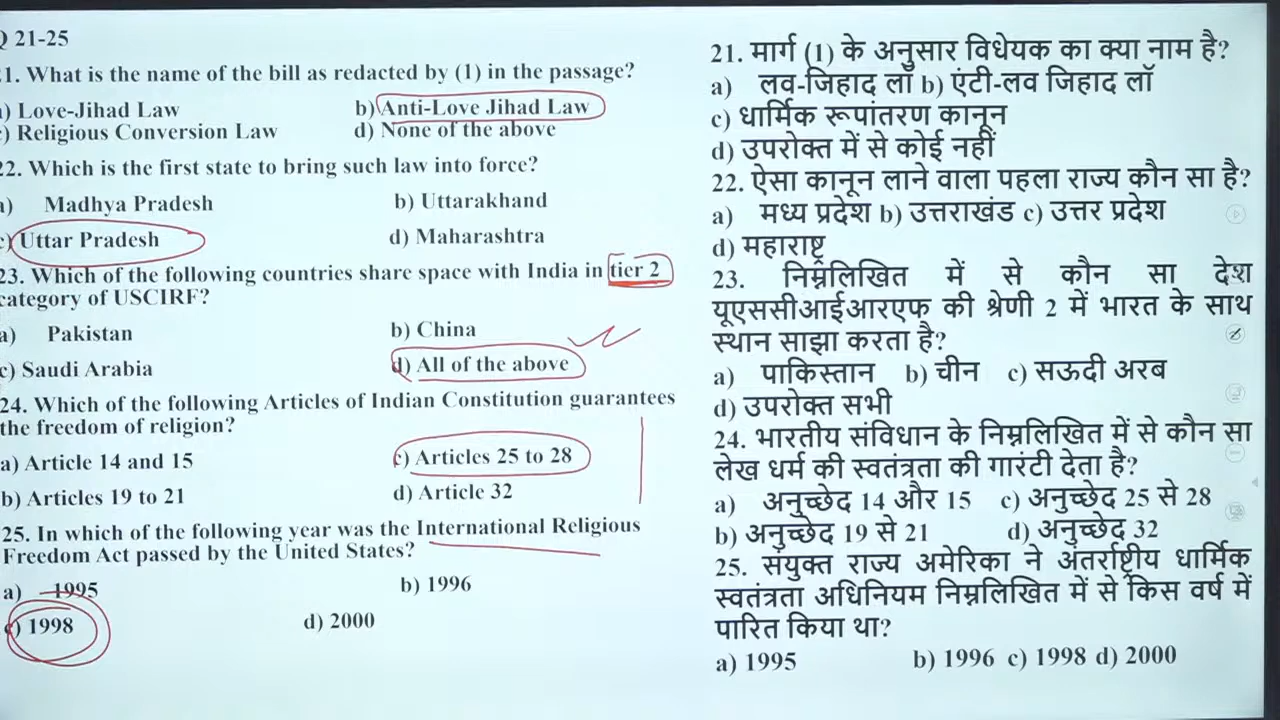 Q 21-25
21. What is the name of the bill as redacted by (1) in the passage?
a) Love-Jihad Law b) Anti-Love Jihad Law
c) Religious Conversion Law d) None of the above
22. Which is the first state to bring such law into force?
a) Madhya Pradesh b) Uttarakhand
c) Uttar Pradesh d) Maharashtra
23. Which of the following countries share space with India in tier 2
category of USCIRF?
a) Pakistan b) China
c) Saudi Arabia d) All of the above
24. Which of the following Articles of Indian Constitution guarantees
the freedom of religion?
a) Article 14 and 15 c) Articles 25 to 28
b) Articles 19 to 21 d) Article 32
25. In which of the following year was the International Religious
Freedom Act passed by the United States?
a) 1995 b) 1996
c) 1998 d) 2000
21. मार्ग (1) के अनुसार विधेयक का क्या नाम है?
a) लव-जिहाद लॉ b) एंटी-लव जिहाद लॉ
c) धार्मिक रूपांतरण कानून
d) उपरोक्त में से कोई नहीं
22. ऐसा कानून लाने वाला पहला राज्य कौन सा है?
a) मध्य प्रदेश b) उत्तराखंड c) उत्तर प्रदेश
d) महाराष्ट्र
23. निम्नलिखित में से कौन सा देश
यूएससीआईआरएफ की श्रेणी 2 में भारत के साथ
स्थान साझा करता है?
a) पाकिस्तान b) चीन c) सऊदी अरब
d) उपरोक्त सभी
24. भारतीय संविधान के निम्नलिखित में से कौन सा
लेख धर्म की स्वतंत्रता की गारंटी देता है?
a) अनुच्छेद 14 और 15 c) अनुच्छेद 25 से 28
b) अनुच्छेद 19 से 21 d) अनुच्छेद 32
25. संयुक्त राज्य अमेरिका ने अंतर्राष्ट्रीय धार्मिक
स्वतंत्रता अधिनियम निम्नलिखित में से किस वर्ष में
पारित किया था?
a) 1995 b) 1996 c) 1998 d) 2000